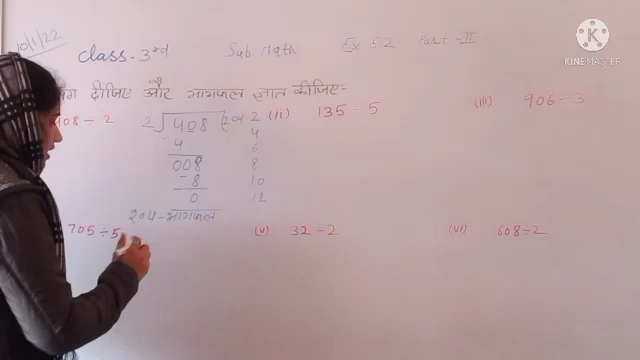 10/1/22
Class-3rd Sub Math Ex 5.2 Part-II
भाग दीजिए और भागफल ज्ञात कीजिए-
408 ÷ 2
2 408 204
-4
008
-8
0
204-भागफल
2
4
6
8
10
12
(ii) 135 ÷ 5
(iii) 906 ÷ 3
705 ÷ 5
(v) 32 ÷ 2
(vi) 608 ÷ 2
KINEMASTER